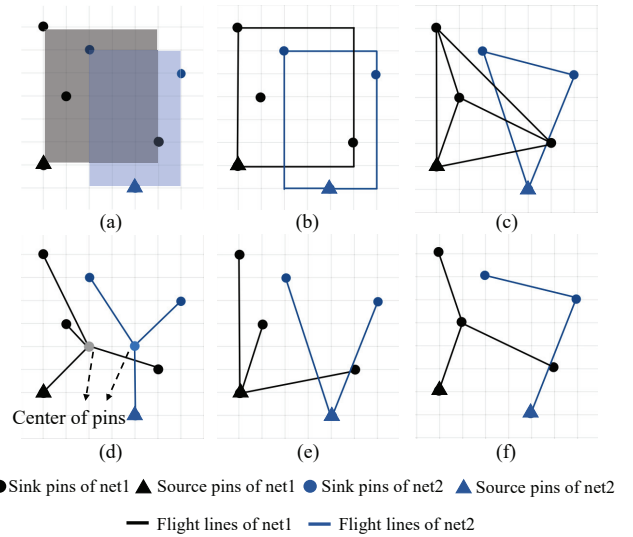 (a) (b) (c)
Center of pins
(d) (e) (f)
Sink pins of net1 Source pins of net1 Sink pins of net2 Source pins of net2
Flight lines of net1 Flight lines of net2